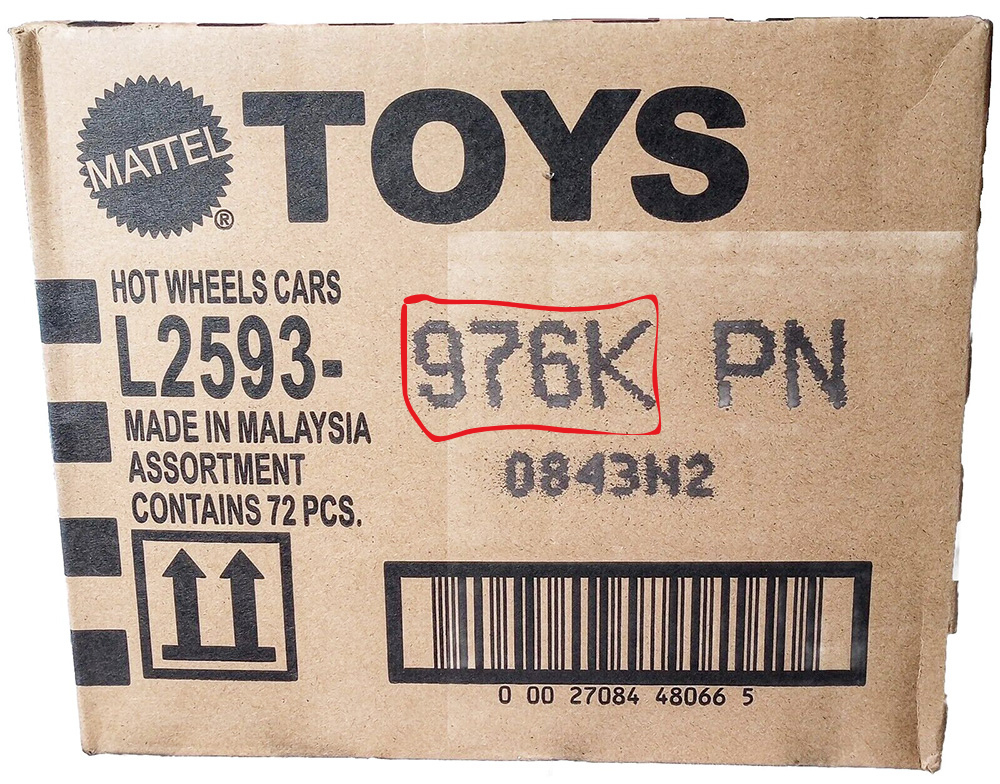 MATTEL ® TOYS
HOT WHEELS CARS
L2593- 976K PN
MADE IN MALAYSIA
ASSORTMENT
0843N2
CONTAINS 72 PCS.
0 00 27084 48066 5